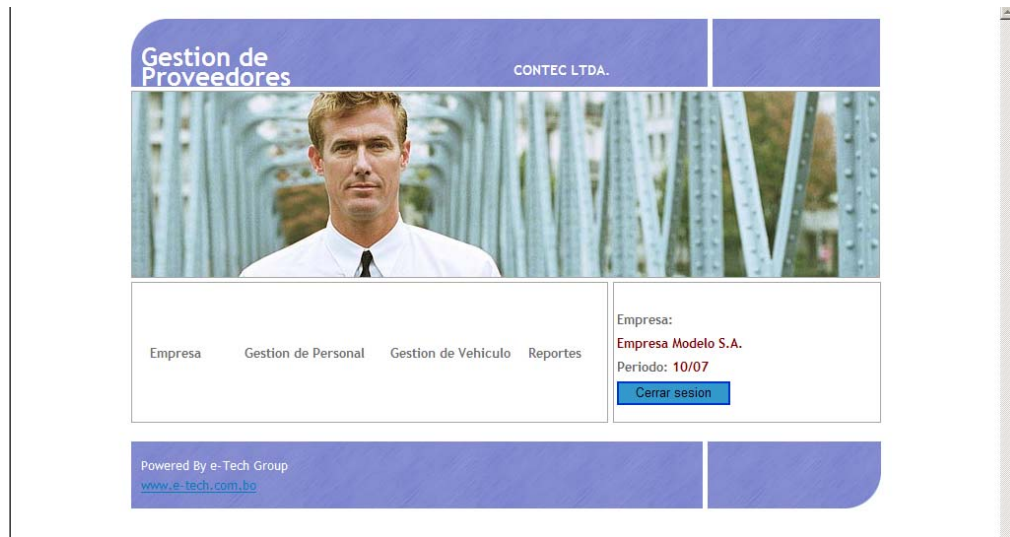 Gestion de
Proveedores
CONTEC LTDA.
Empresa
Gestion de Personal
Gestion de Vehiculo
Reportes
Empresa:
Empresa Modelo S.A.
Periodo: 10/07
Cerrar sesion
Powered By e-Tech Group
www.e-tech.com.bo